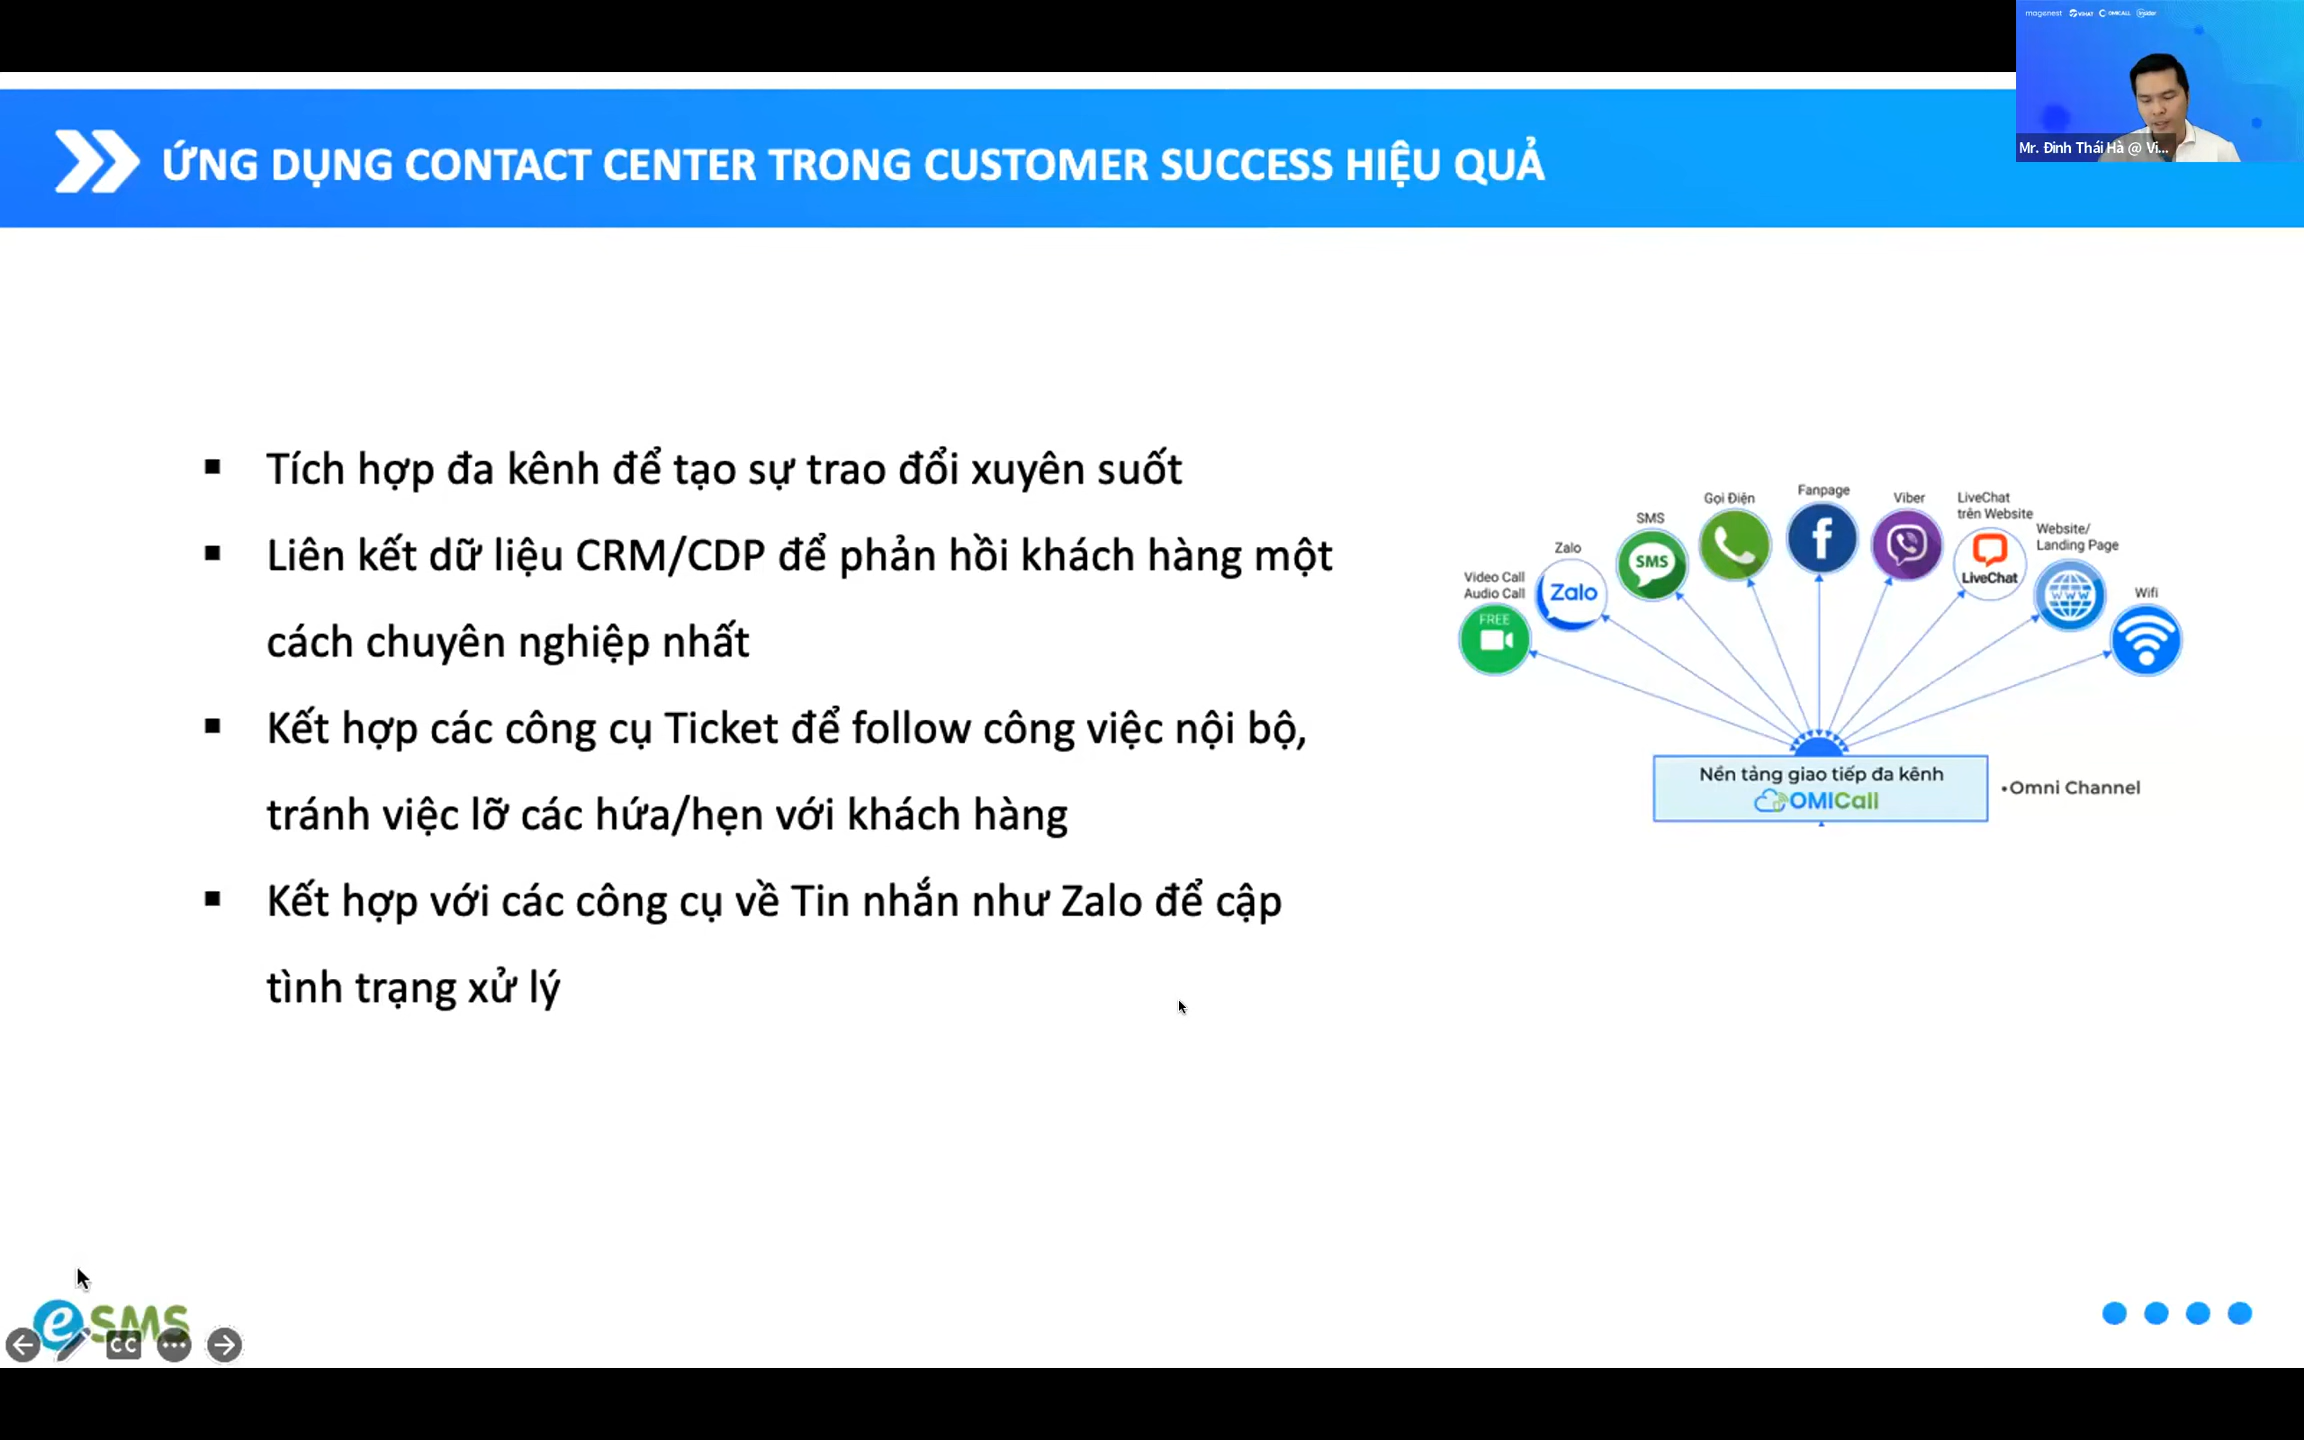 magenest VIHAT OMICALL insider
Mr. Đinh Thái Hà @ Vi...
ỨNG DỤNG CONTACT CENTER TRONG CUSTOMER SUCCESS HIỆU QUẢ
▪ Tích hợp đa kênh để tạo sự trao đổi xuyên suốt
▪ Liên kết dữ liệu CRM/CDP để phản hồi khách hàng một
cách chuyên nghiệp nhất
▪ Kết hợp các công cụ Ticket để follow công việc nội bộ,
tránh việc lỡ các hứa/hẹn với khách hàng
▪ Kết hợp với các công cụ về Tin nhắn như Zalo để cập
tình trạng xử lý
Video Call
Audio Call
FREE
Zalo
Zalo
SMS
SMS
Gọi Điện
Fanpage
f
Viber
LiveChat
trên Website
LiveChat
Website/
Landing Page
WWW
Wifi
Nền tảng giao tiếp đa kênh
OMICall
•Omni Channel
eSMS
CC